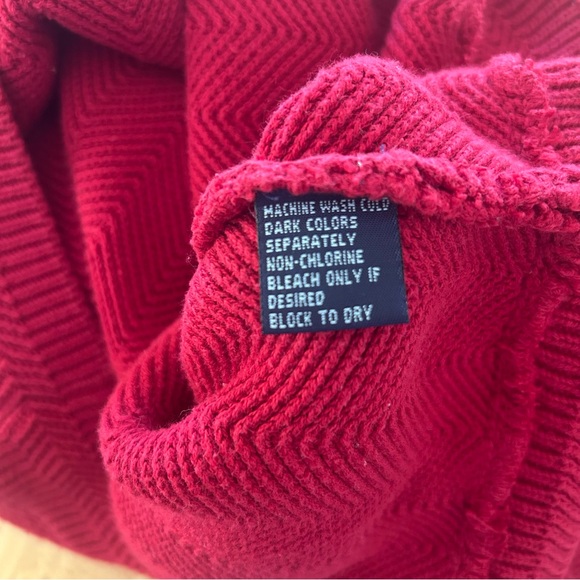 MACHINE WASH COLD
DARK COLORS
SEPARATELY
NON-CHLORINE
BLEACH ONLY IF
DESIRED
BLOCK TO DRY